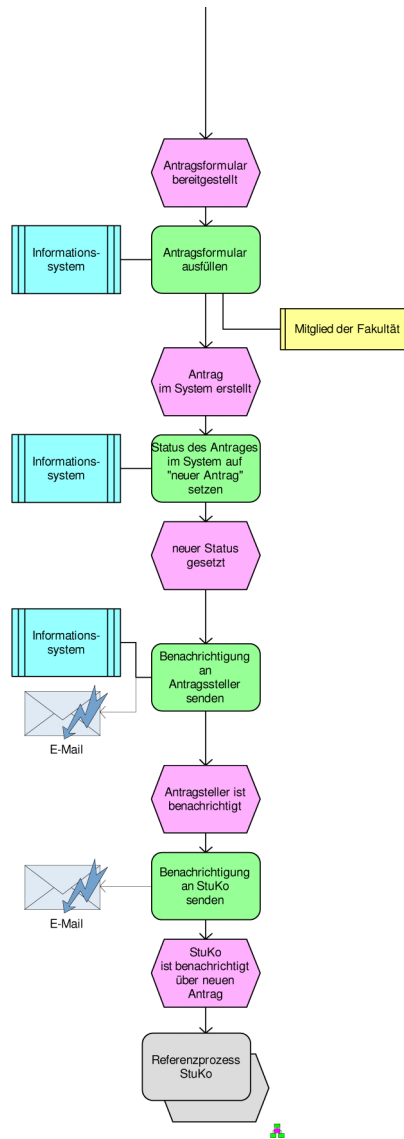 Antragsformular
bereitgestellt
Informations-
system
Antragsformular
ausfüllen
Mitglied der Fakultät
Antrag
im System erstellt
Informations-
system
Status des Antrages
im System auf
"neuer Antrag"
setzen
neuer Status
gesetzt
Informations-
system
Benachrichtigung
an
Antragssteller
senden
E-Mail
Antragsteller ist
benachrichtigt
Benachrichtigung
an StuKo
senden
E-Mail
StuKo
ist benachrichtigt
über neuen
Antrag
Referenzprozess
StuKo